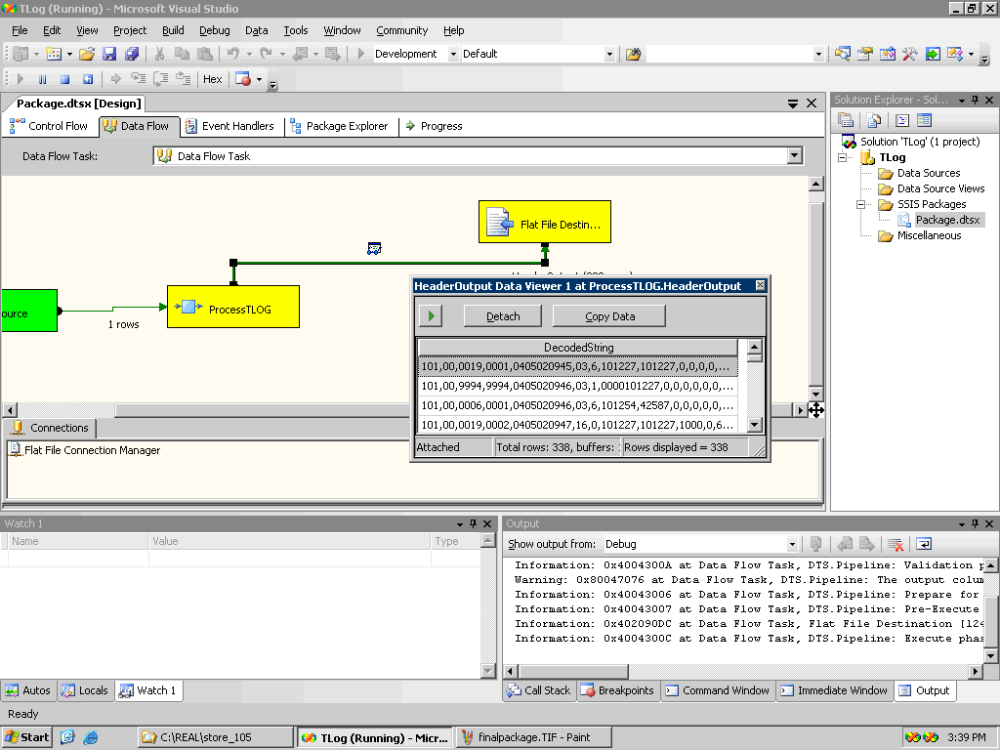 TLog (Running) - Microsoft Visual Studio
File Edit View Project Build Debug Data Tools Window Community Help
Development Default
Hex
Package.dtsx [Design]
Control Flow Data Flow Event Handlers Package Explorer Progress
Data Flow Task: Data Flow Task
Flat File Destin...
ource
1 rows
ProcessTLOG
HeaderOutput Data Viewer 1 at ProcessTLOG.HeaderOutput
Detach Copy Data
DecodedString
101,00,0019,0001,0405020945,03,6,101227,101227,0,0,0,0,...
101,00,9994,9994,0405020946,03,1,0000101227,0,0,0,0,0,0,...
101,00,0006,0001,0405020946,03,6,101254,42587,0,0,0,0,0,...
101,00,0019,0002,0405020947,16,0,101227,101227,1000,0,6...
Attached Total rows: 338, buffers: Rows displayed = 338
Connections
Flat File Connection Manager
Solution Explorer - Sol...
Solution 'TLog' (1 project)
TLog
Data Sources
Data Source Views
SSIS Packages
Package.dtsx
Miscellaneous
Watch 1
Name Value Type
Autos Locals Watch 1
Output
Show output from: Debug
Information: 0x4004300A at Data Flow Task, DTS.Pipeline: Validation p
Warning: 0x80047076 at Data Flow Task, DTS.Pipeline: The output colum
Information: 0x40043006 at Data Flow Task, DTS.Pipeline: Prepare for
Information: 0x40043007 at Data Flow Task, DTS.Pipeline: Pre-Execute
Information: 0x402090DC at Data Flow Task, Flat File Destination [124
Information: 0x4004300C at Data Flow Task, DTS.Pipeline: Execute phas
Call Stack Breakpoints Command Window Immediate Window Output
Ready
Start C:\REAL\store_105 TLog (Running) - Micr... finalpackage.TIF - Paint 3:39 PM